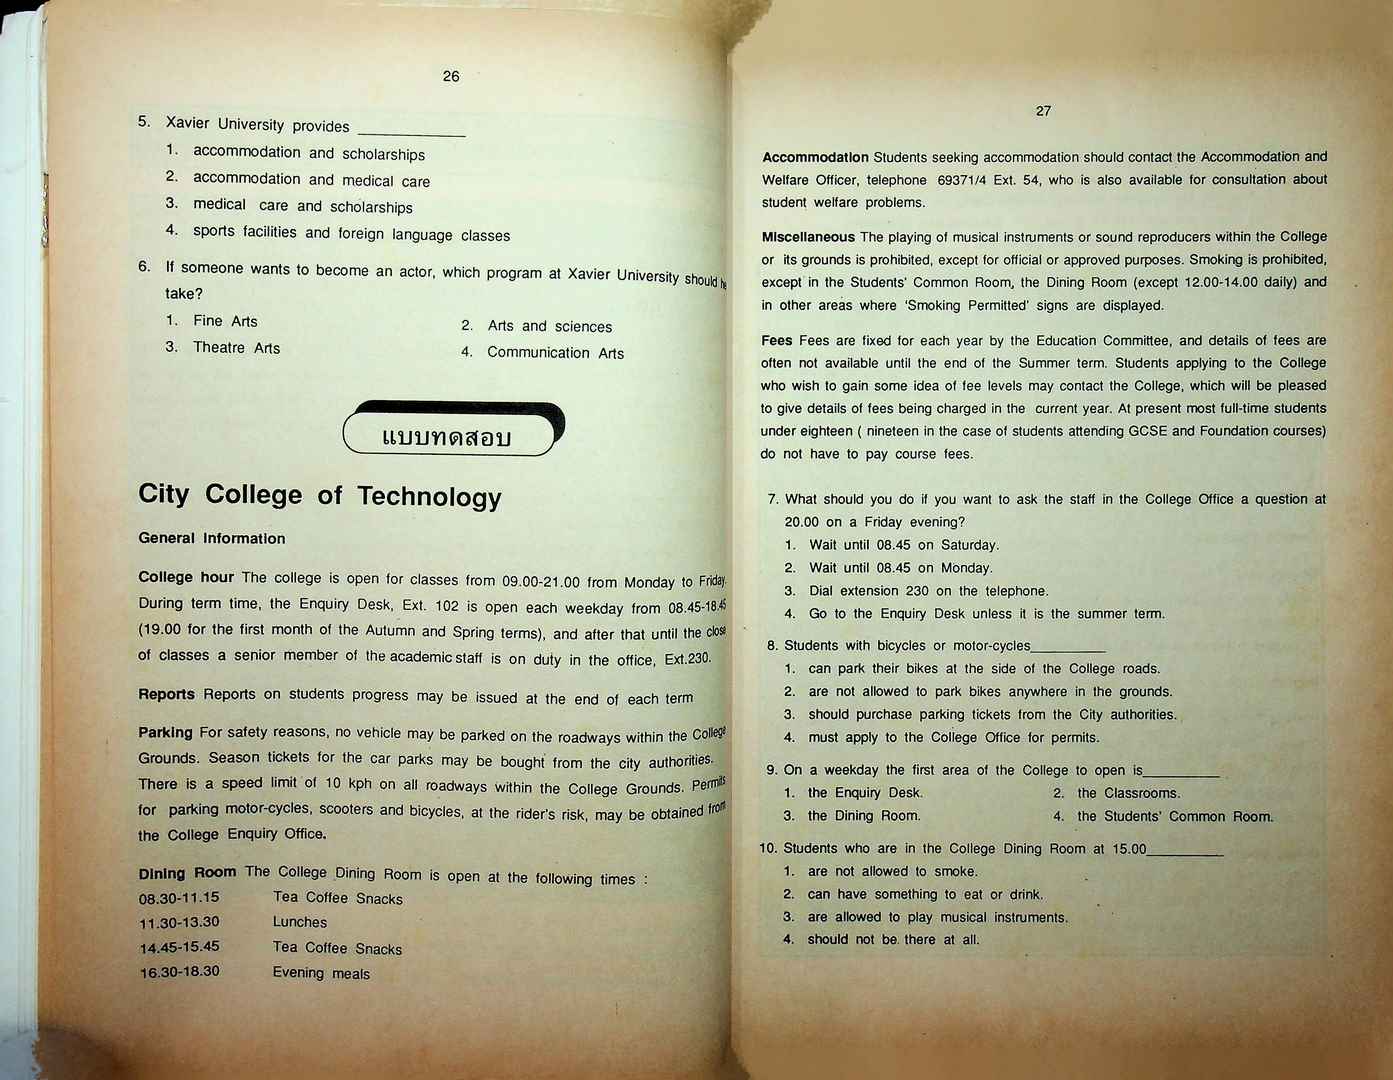 26
5. Xavier University provides ____________
1. accommodation and scholarships
2. accommodation and medical care
3. medical care and scholarships
4. sports facilities and foreign language classes
6. If someone wants to become an actor, which program at Xavier University should he
take?
1. Fine Arts 2. Arts and sciences
3. Theatre Arts 4. Communication Arts
แบบทดสอบ
City College of Technology
General Information
College hour The college is open for classes from 09.00-21.00 from Monday to Friday.
During term time, the Enquiry Desk, Ext. 102 is open each weekday from 08.45-18.45
(19.00 for the first month of the Autumn and Spring terms), and after that until the close
of classes a senior member of the academic staff is on duty in the office, Ext.230.
Reports Reports on students progress may be issued at the end of each term
Parking For safety reasons, no vehicle may be parked on the roadways within the College
Grounds. Season tickets for the car parks may be bought from the city authorities.
There is a speed limit of 10 kph on all roadways within the College Grounds. Permits
for parking motor-cycles, scooters and bicycles, at the rider's risk, may be obtained from
the College Enquiry Office.
Dining Room The College Dining Room is open at the following times :
08.30-11.15 Tea Coffee Snacks
11.30-13.30 Lunches
14.45-15.45 Tea Coffee Snacks
16.30-18.30 Evening meals
27
Accommodation Students seeking accommodation should contact the Accommodation and
Welfare Officer, telephone 69371/4 Ext. 54, who is also available for consultation about
student welfare problems.
Miscellaneous The playing of musical instruments or sound reproducers within the College
or its grounds is prohibited, except for official or approved purposes. Smoking is prohibited,
except in the Students' Common Room, the Dining Room (except 12.00-14.00 daily) and
in other areas where 'Smoking Permitted' signs are displayed.
Fees Fees are fixed for each year by the Education Committee, and details of fees are
often not available until the end of the Summer term. Students applying to the College
who wish to gain some idea of fee levels may contact the College, which will be pleased
to give details of fees being charged in the current year. At present most full-time students
under eighteen ( nineteen in the case of students attending GCSE and Foundation courses)
do not have to pay course fees.
7. What should you do if you want to ask the staff in the College Office a question at
20.00 on a Friday evening?
1. Wait until 08.45 on Saturday.
2. Wait until 08.45 on Monday.
3. Dial extension 230 on the telephone.
4. Go to the Enquiry Desk unless it is the summer term.
8. Students with bicycles or motor-cycles__________
1. can park their bikes at the side of the College roads.
2. are not allowed to park bikes anywhere in the grounds.
3. should purchase parking tickets from the City authorities.
4. must apply to the College Office for permits.
9. On a weekday the first area of the College to open is__________
1. the Enquiry Desk. 2. the Classrooms.
3. the Dining Room. 4. the Students' Common Room.
10. Students who are in the College Dining Room at 15.00__________
1. are not allowed to smoke.
2. can have something to eat or drink.
3. are allowed to play musical instruments.
4. should not be there at all.